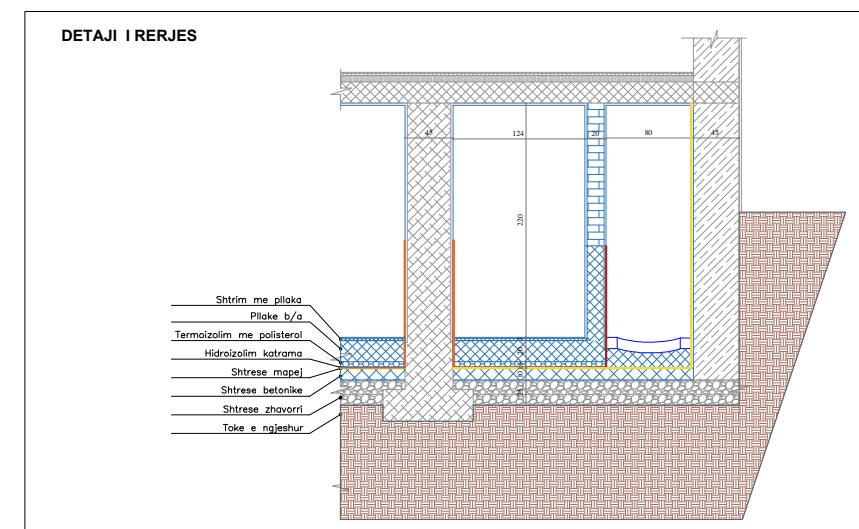 DETAJI I RERJES
45
124
20
80
45
220
Shtrim me pllaka
Pllake b/a
Termoizolim me polisterol
Hidroizolim katrama
Shtrese mapej
Shtrese betonike
Shtrese zhavorri
Toke e ngjeshur